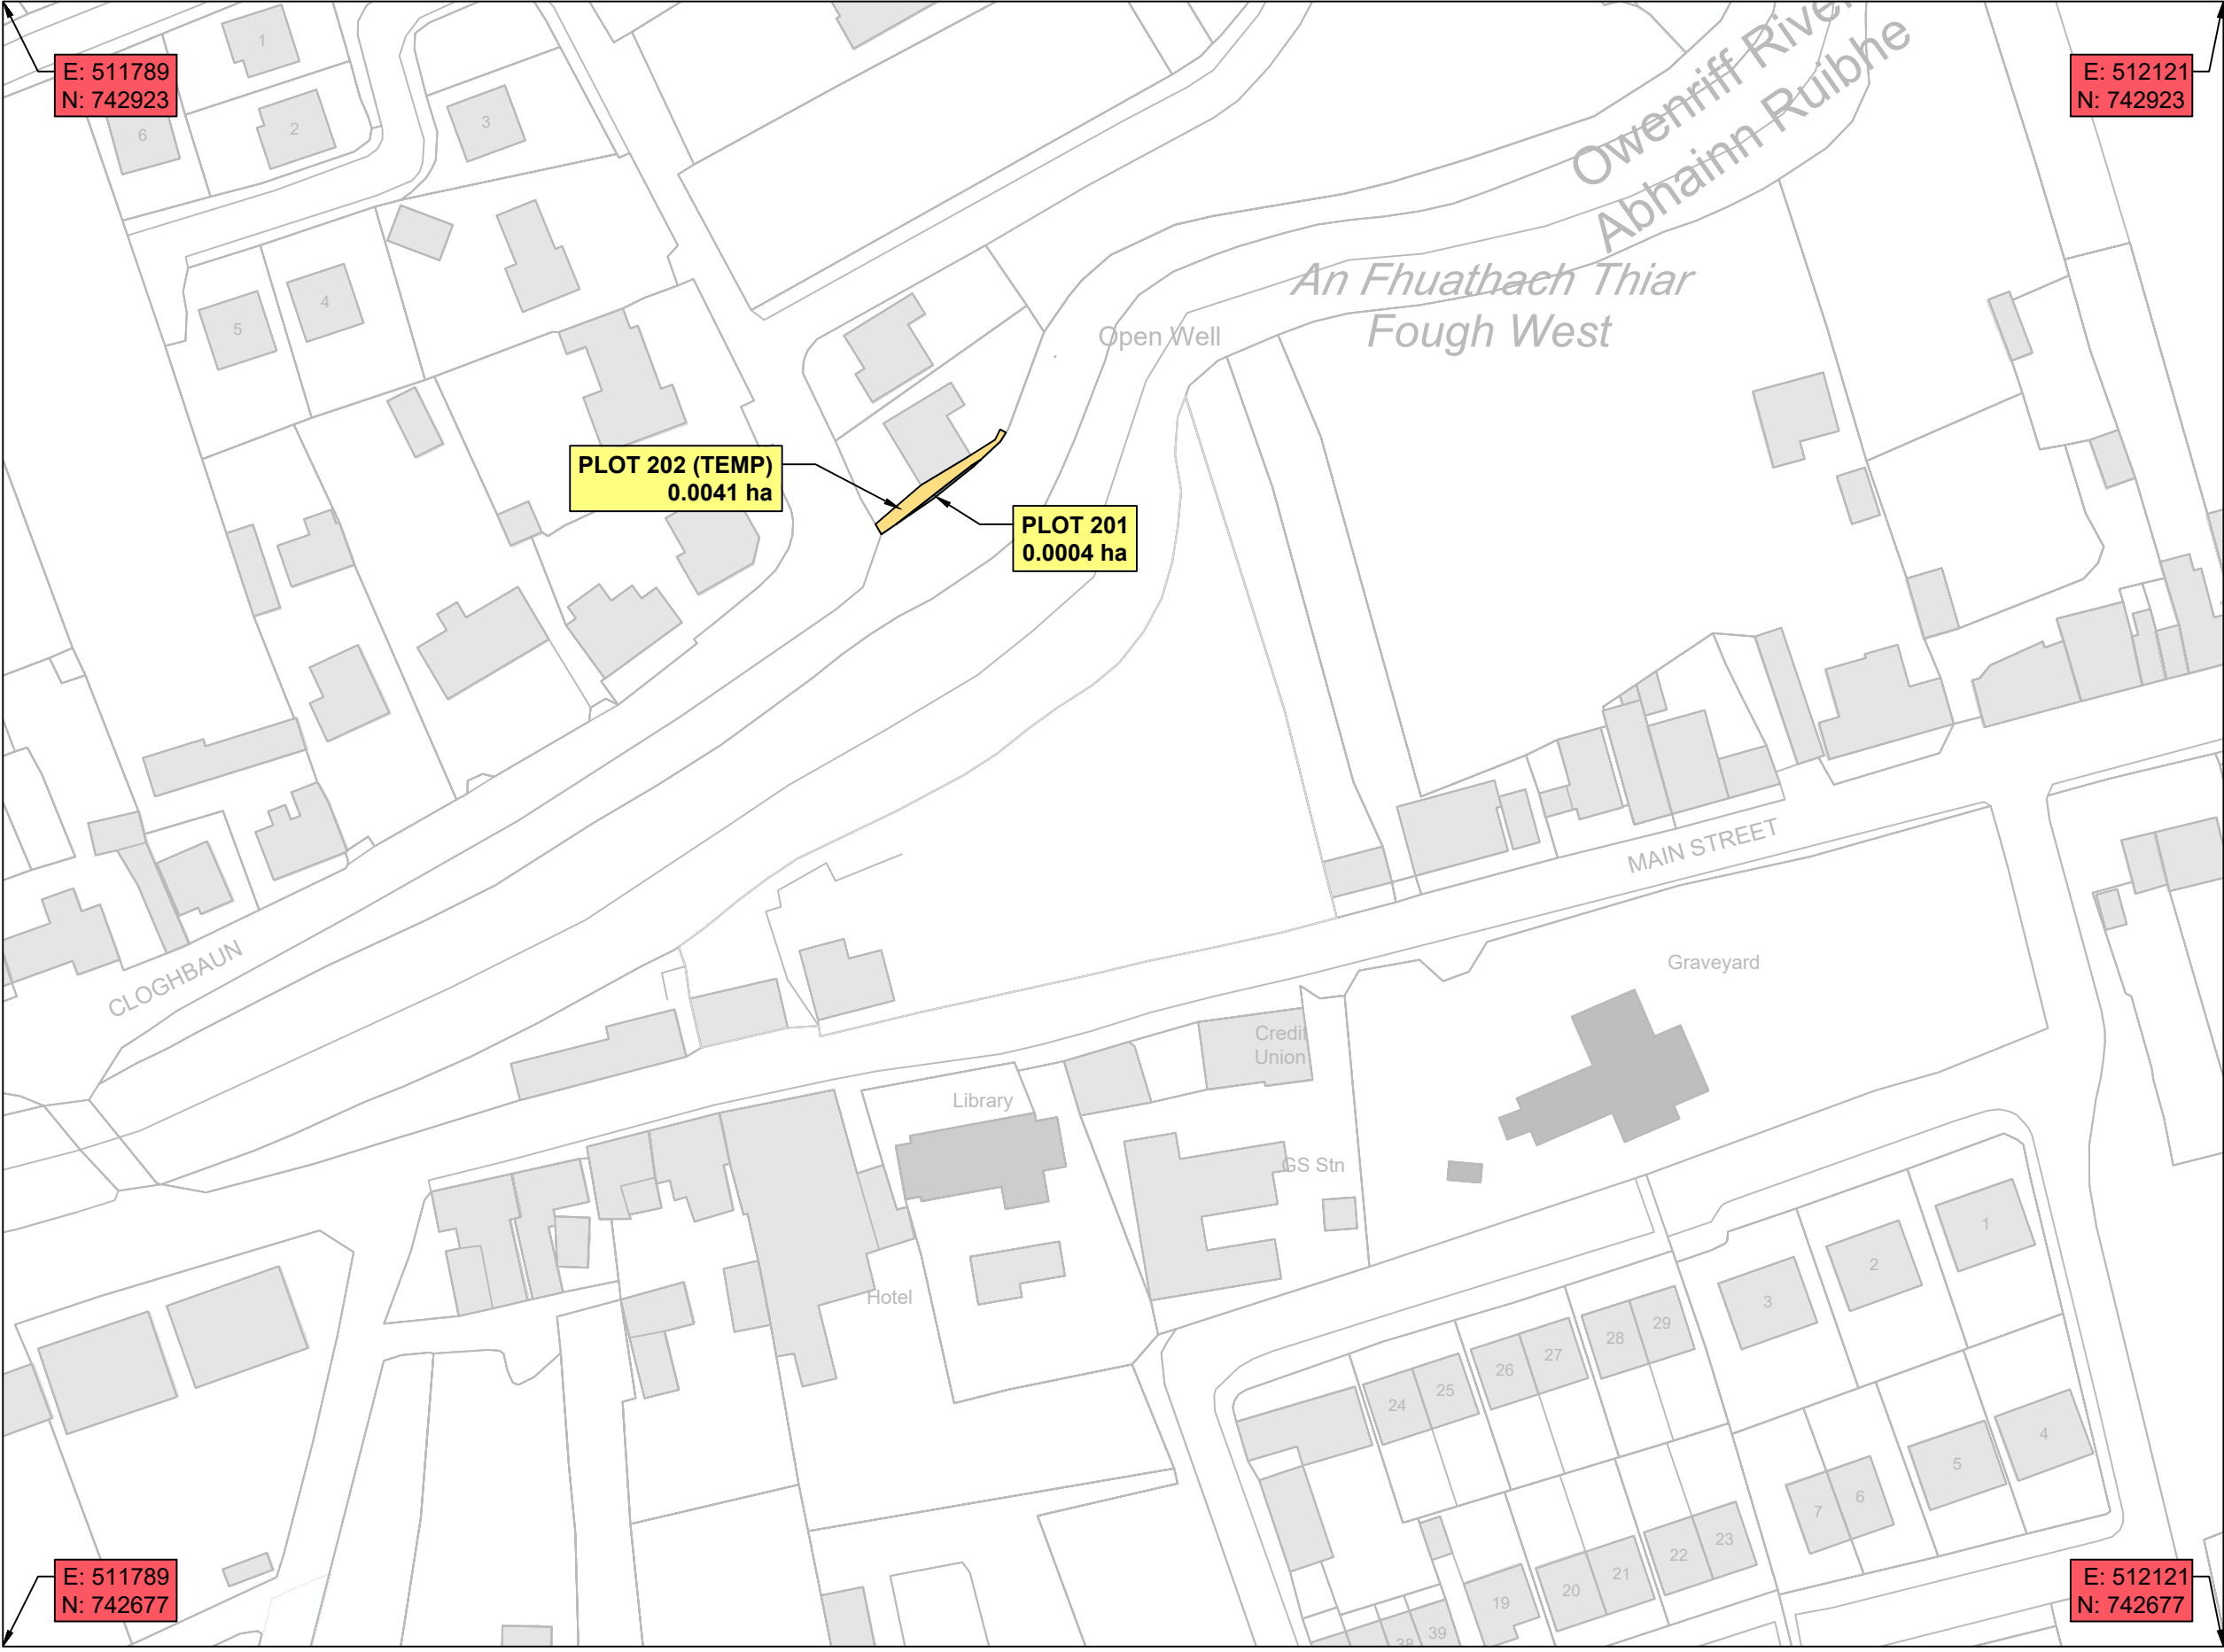 E: 511789
N: 742923
E: 512121
N: 742923
Owenriff River
Abhainn Ruibhe
An Fhuathach Thiar
Fough West
Open Well
1
2
3
6
4
5
PLOT 202 (TEMP)
0.0041 ha
PLOT 201
0.0004 ha
MAIN STREET
CLOGHBAUN
Graveyard
Credit
Union
Library
GS Stn
Hotel
1
2
3
29
28
27
26
25
24
4
5
6
7
23
22
21
20
19
39
38
E: 511789
N: 742677
E: 512121
N: 742677